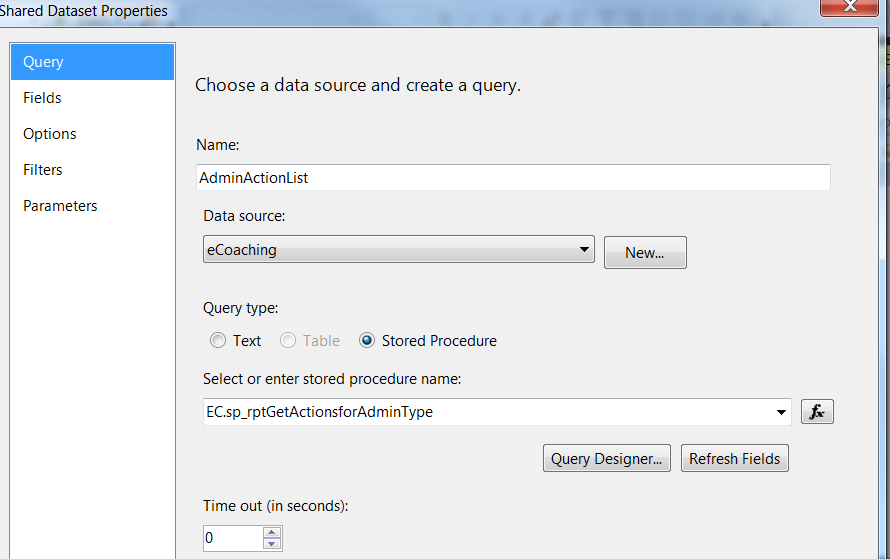 Shared Dataset Properties
Query
Fields
Options
Filters
Parameters
Choose a data source and create a query.
Name:
AdminActionList
Data source:
eCoaching
New...
Query type:
Text
Table
Stored Procedure
Select or enter stored procedure name:
EC.sp_rptGetActionsforAdminType
fx
Query Designer...
Refresh Fields
Time out (in seconds):
0